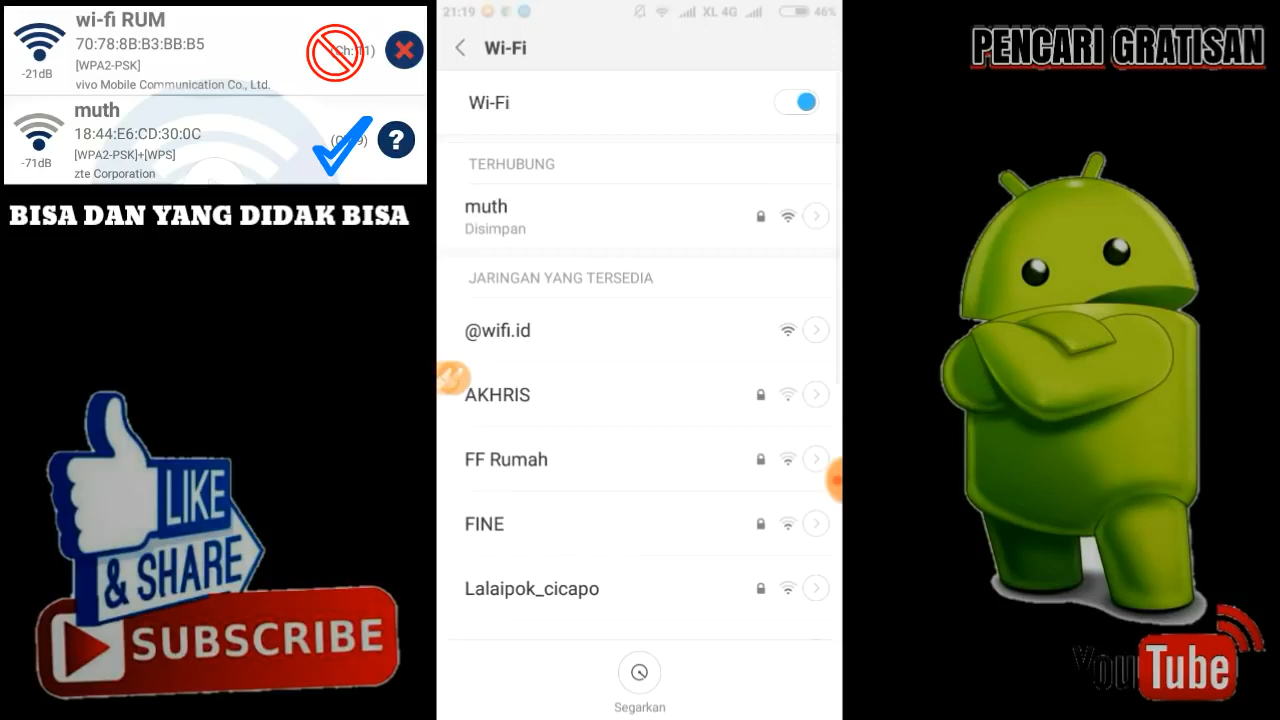 wi-fi RUM
70:78:8B:B3:BB:B5
[WPA2-PSK]
-21dB
vivo Mobile Communication Co., Ltd.
muth
18:44:E6:CD:30:0C
[WPA2-PSK]+[WPS]
-71dB
zte Corporation
?
BISA DAN YANG DIDAK BISA
LIKE
& SHARE
SUBSCRIBE
21:19
XL 4G
46%
Wi-Fi
Wi-Fi
TERHUBUNG
muth
Disimpan
JARINGAN YANG TERSEDIA
@wifi.id
AKHRIS
FF Rumah
FINE
Lalaipok_cicapo
Segarkan
PENCARI GRATISAN
YouTube